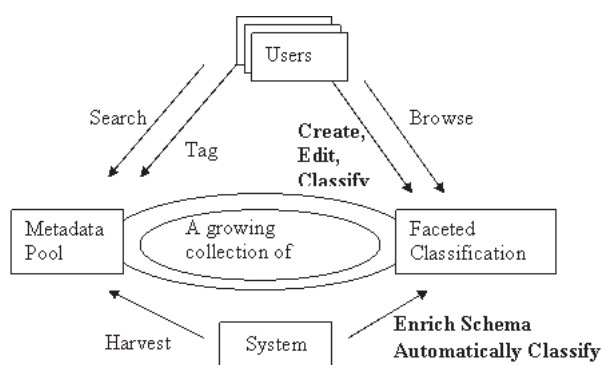 Users
Search
Tag
Create,
Edit,
Classify
Browse
Metadata
Pool
A growing
collection of
Faceted
Classification
Harvest
System
Enrich Schema
Automatically Classify